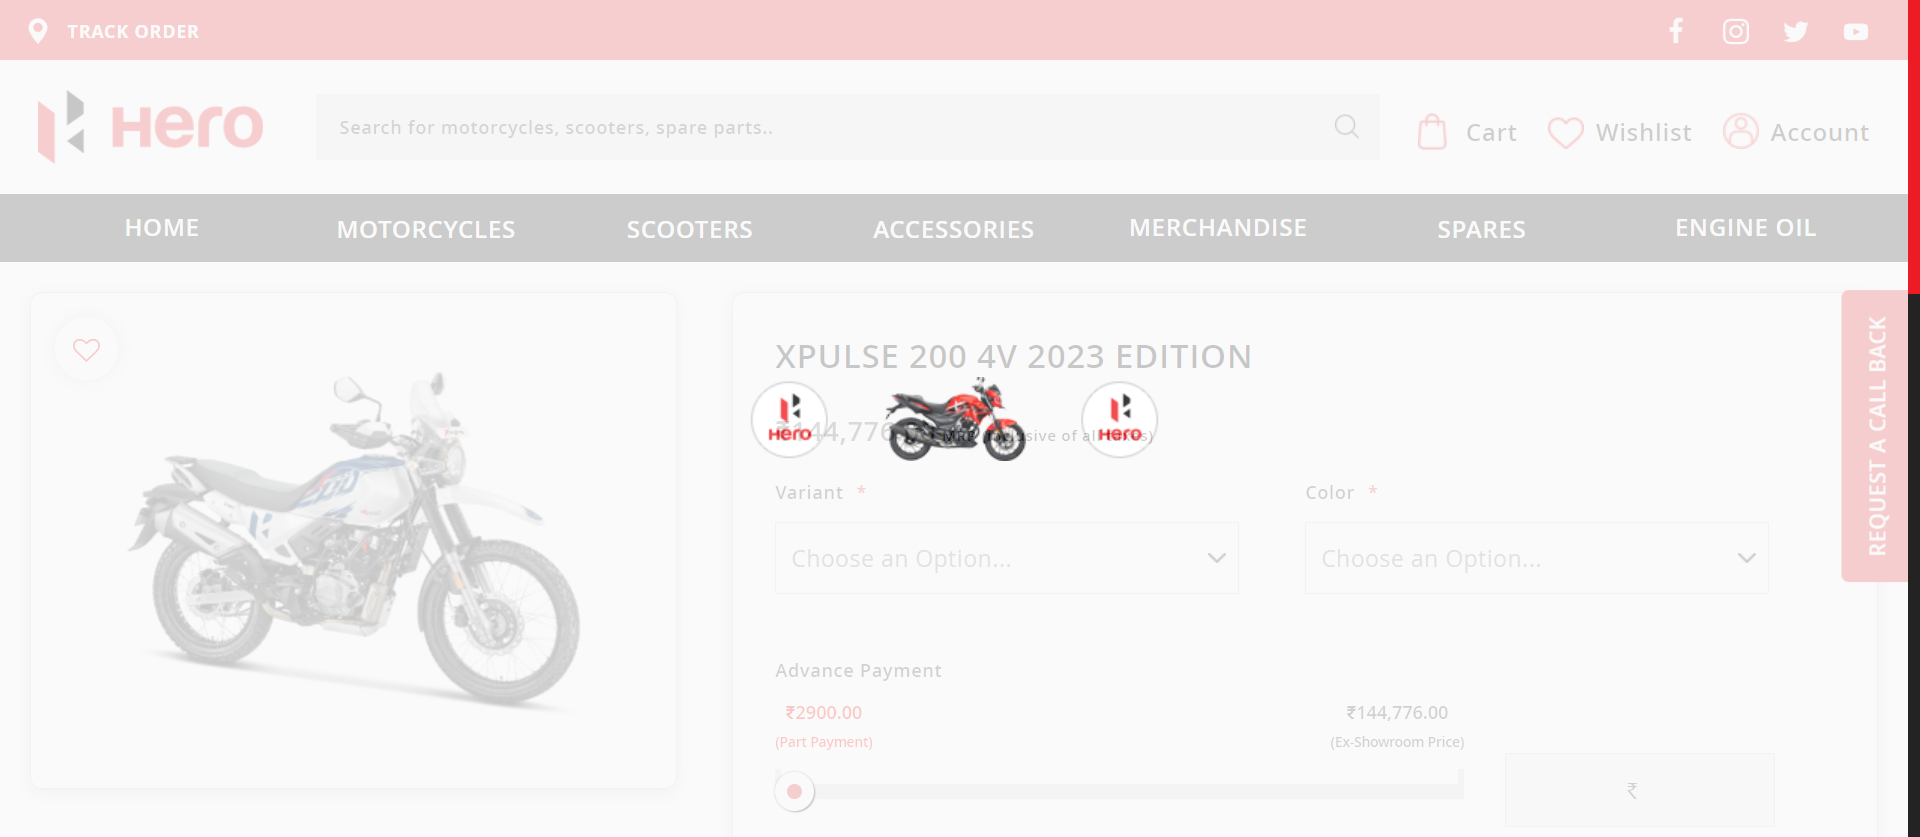 TRACK ORDER
Hero
Search for motorcycles, scooters, spare parts..
Cart
Wishlist
Account
HOME
MOTORCYCLES
SCOOTERS
ACCESSORIES
MERCHANDISE
SPARES
ENGINE OIL
XPULSE 200 4V 2023 EDITION
Hero
Hero
₹144,776
MRP (Inclusive of all taxes)
Variant *
Color *
Choose an Option...
Choose an Option...
Advance Payment
₹2900.00
₹144,776.00
(Part Payment)
(Ex-Showroom Price)
₹
REQUEST A CALL BACK